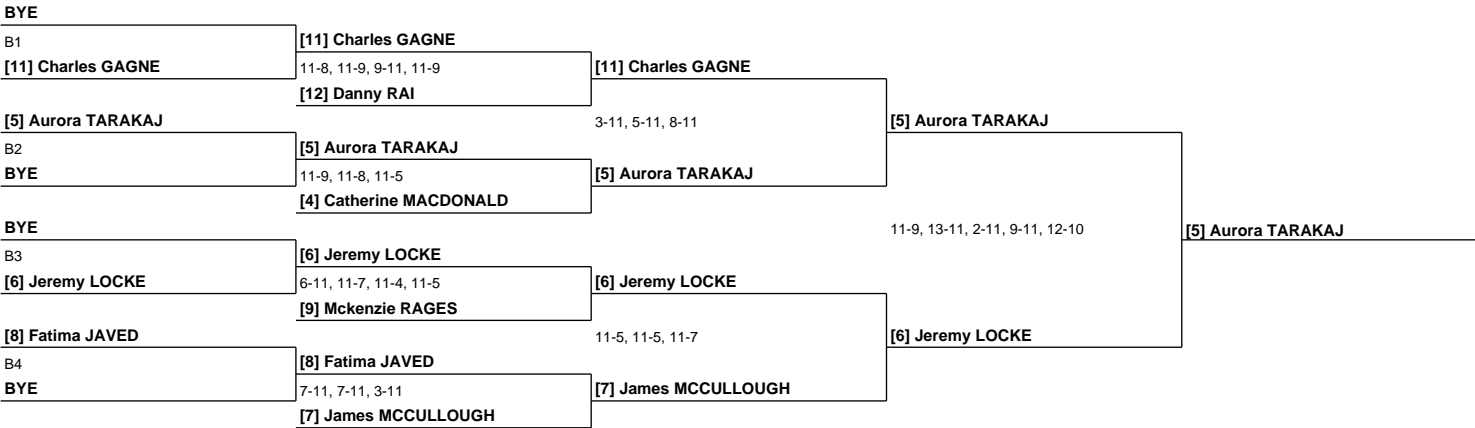 BYE
B1
[11] Charles GAGNE
[11] Charles GAGNE
11-8, 11-9, 9-11, 11-9
[12] Danny RAI
[11] Charles GAGNE
[5] Aurora TARAKAJ
B2
BYE
[5] Aurora TARAKAJ
11-9, 11-8, 11-5
[4] Catherine MACDONALD
3-11, 5-11, 8-11
[5] Aurora TARAKAJ
[5] Aurora TARAKAJ
BYE
B3
[6] Jeremy LOCKE
[6] Jeremy LOCKE
6-11, 11-7, 11-4, 11-5
[9] Mckenzie RAGES
[6] Jeremy LOCKE
11-9, 13-11, 2-11, 9-11, 12-10
[5] Aurora TARAKAJ
[8] Fatima JAVED
B4
BYE
[8] Fatima JAVED
7-11, 7-11, 3-11
[7] James MCCULLOUGH
11-5, 11-5, 11-7
[7] James MCCULLOUGH
[6] Jeremy LOCKE